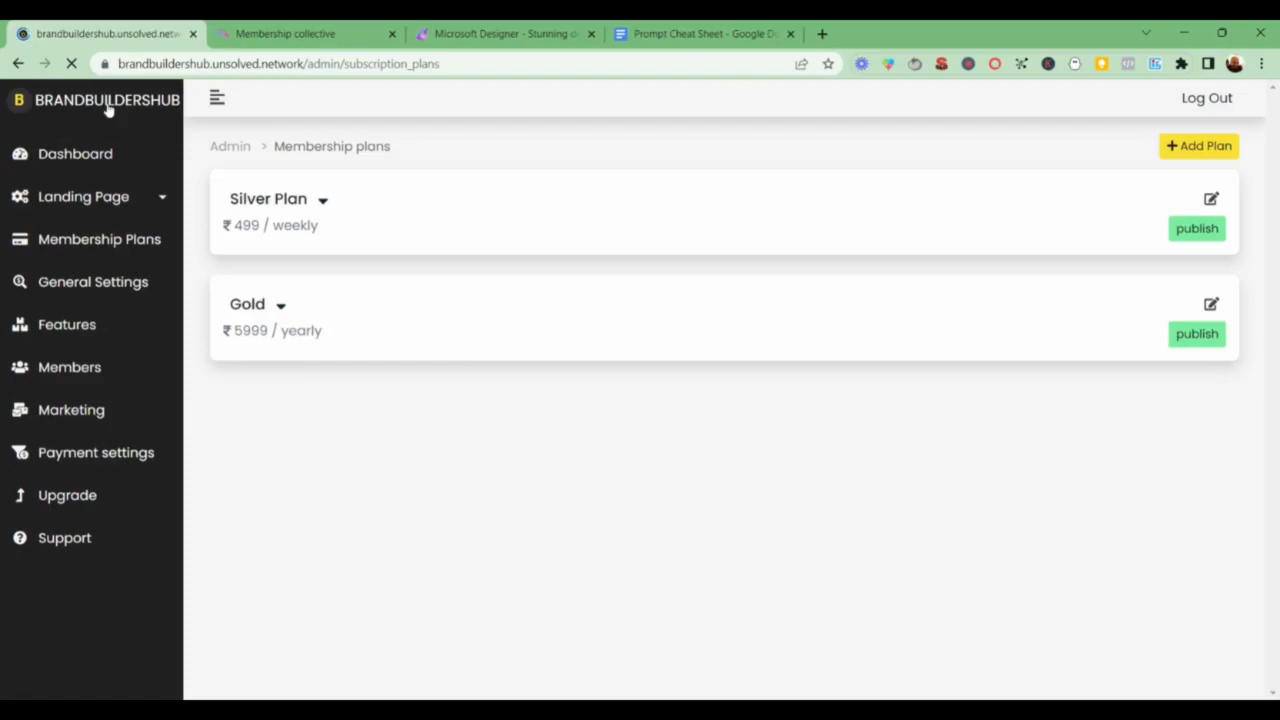 brandbuildershub.unsolved.netw
Membership collective
Microsoft Designer - Stunning d
Prompt Cheat Sheet - Google D
brandbuildershub.unsolved.network/admin/subscription_plans
B BRANDBUILDERSHUB
Log Out
Dashboard
Landing Page
Membership Plans
General Settings
Features
Members
Marketing
Payment settings
Upgrade
Support
Admin > Membership plans
+ Add Plan
Silver Plan
₹ 499 / weekly
publish
Gold
₹ 5999 / yearly
publish